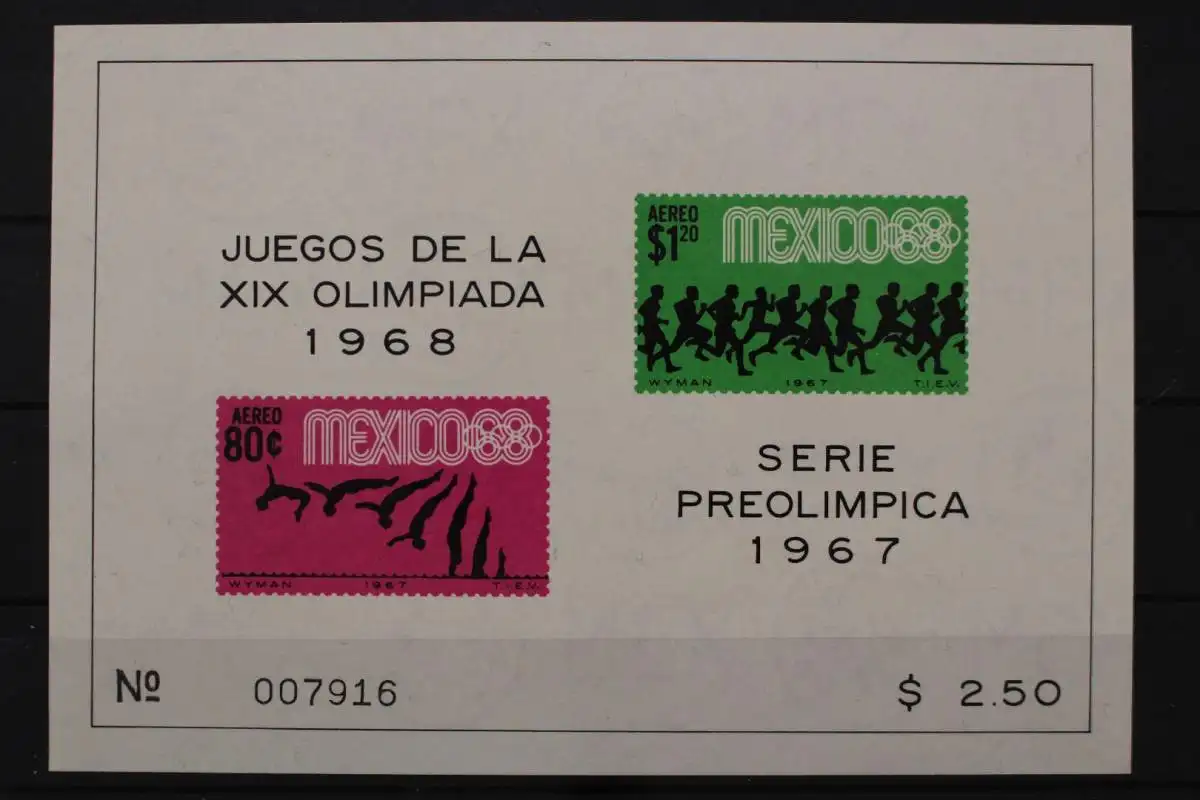 JUEGOS DE LA
XIX OLIMPIADA
1968
AEREO
80¢
MEXICO68
WYMAN 1967 T.I.E.V.
AEREO
$1.20
MEXICO68
WYMAN 1967 T.I.E.V.
SERIE
PREOLIMPICA
1967
Nº 007916
$ 2.50